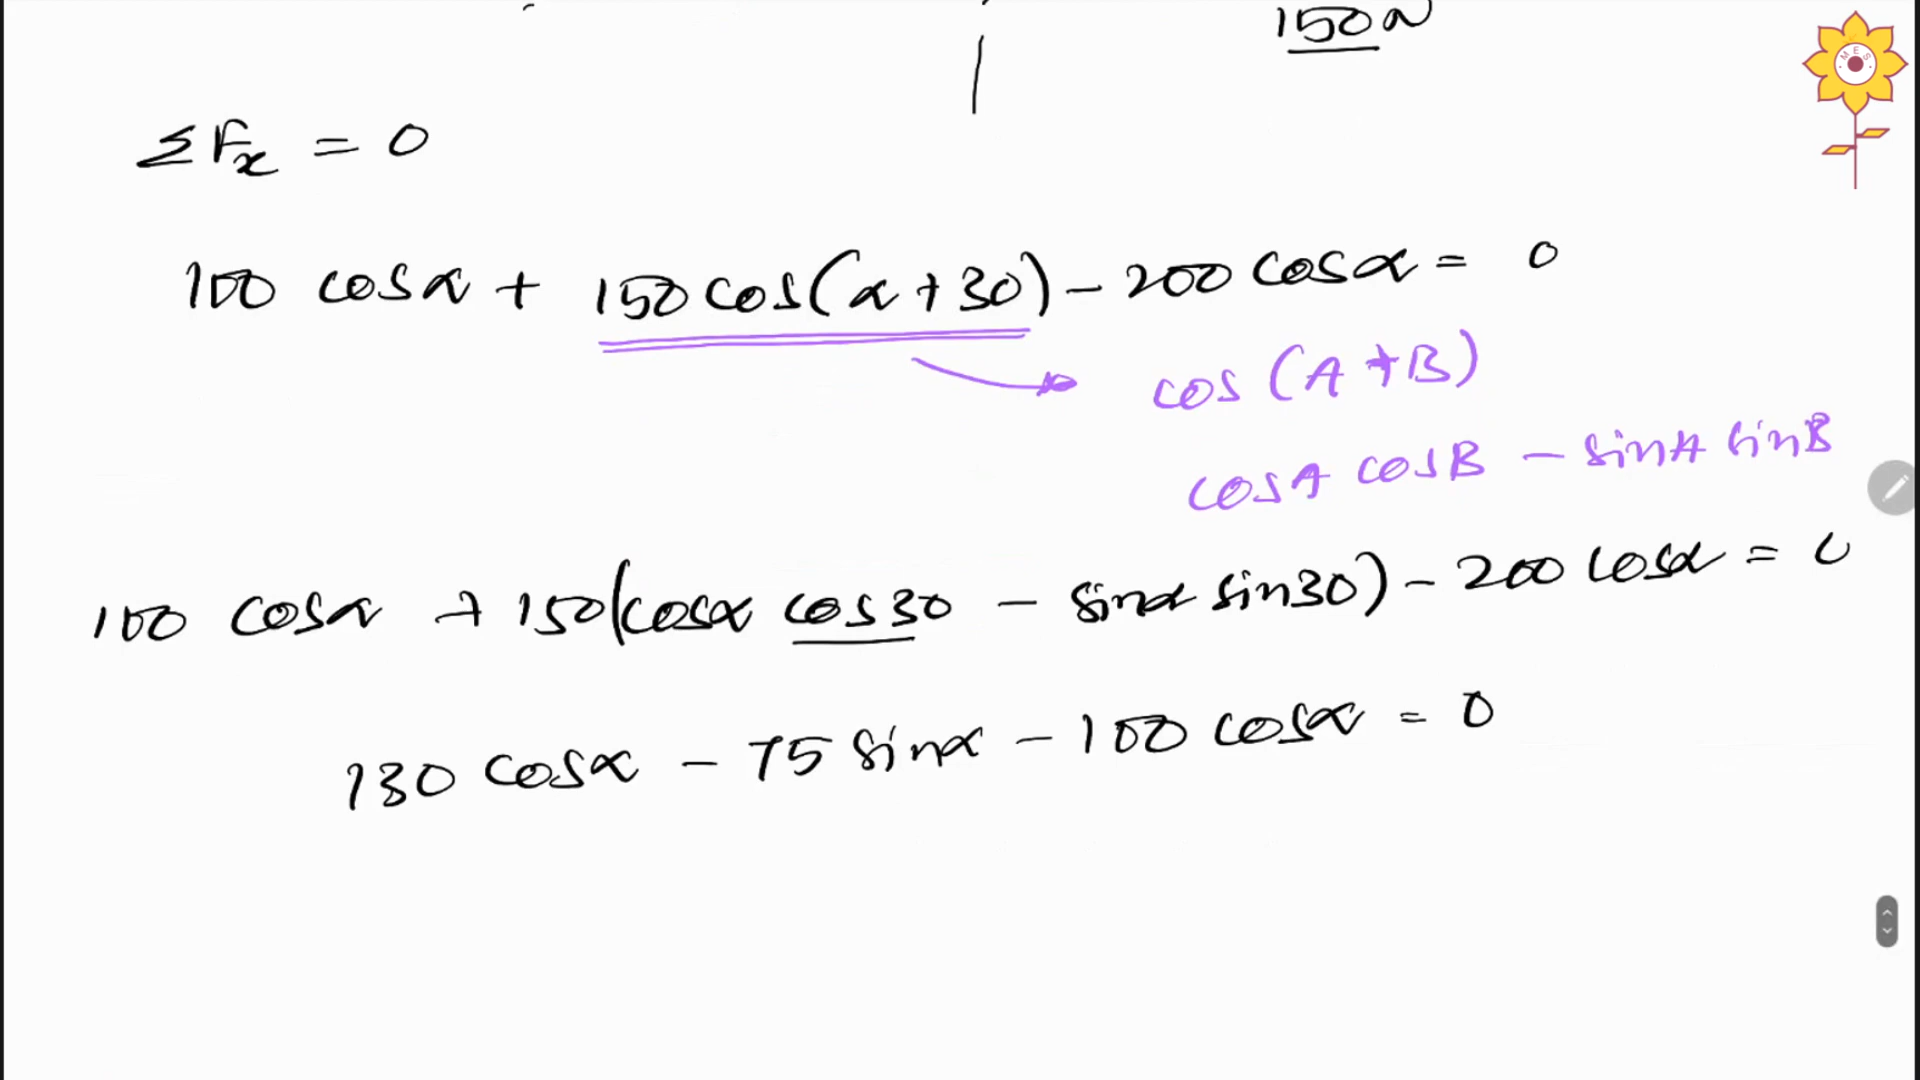 150N
ΣFx = 0
100 cosα + 150 cos(α+30) - 200 cosα = 0
cos (A+B)
cosA cosB - sinA sinB
100 cosα + 150(cosα cos30 - sinα sin30) - 200 cosα = 0
130 cosα - 75 sinα - 100 cosα = 0
MES